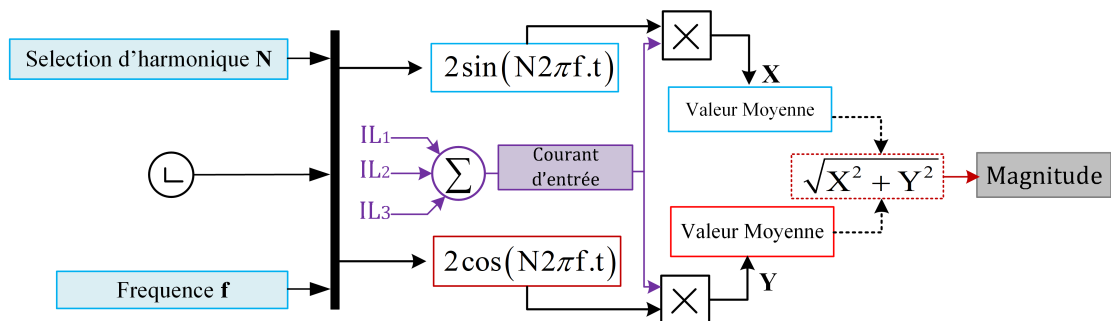 Selection d'harmonique N
2sin(N2πf.t)
×
X
Valeur Moyenne
IL1
IL2
IL3
∑
Courant
d'entrée
√X² + Y²
Magnitude
Valeur Moyenne
2cos(N2πf.t)
Frequence f
×
Y